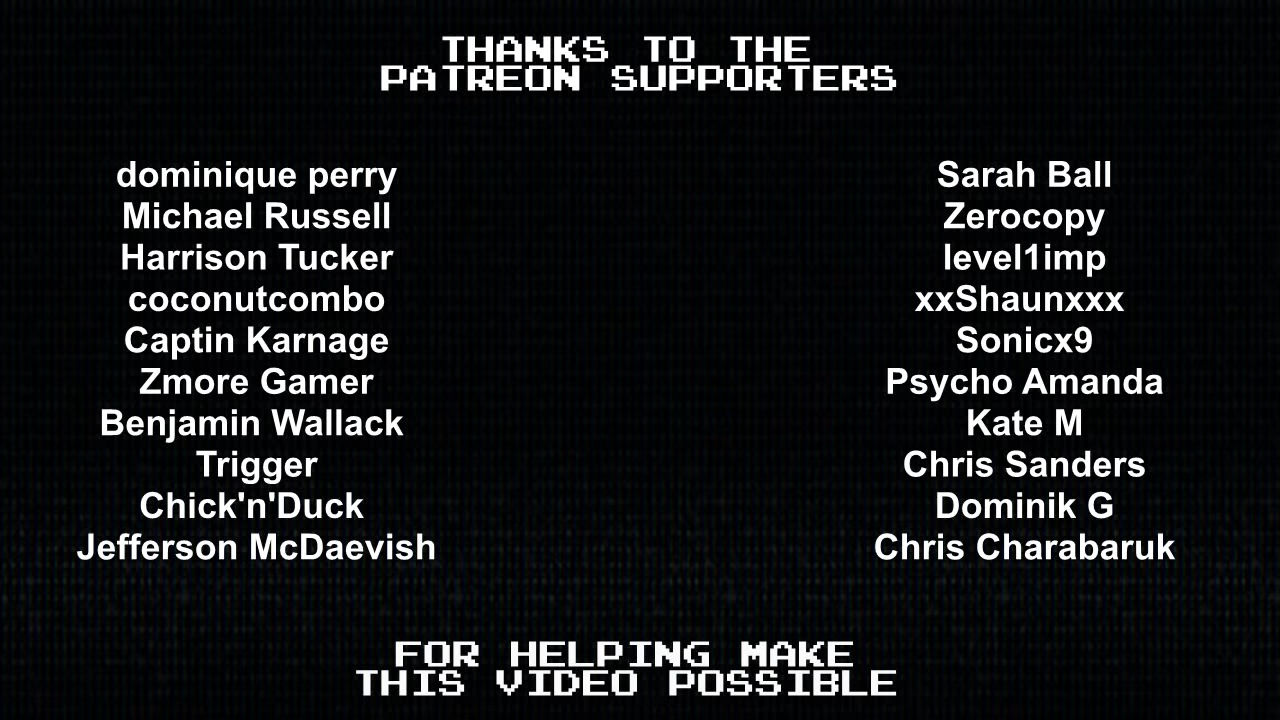 THANKS TO THE
PATREON SUPPORTERS
dominique perry
Michael Russell
Harrison Tucker
coconutcombo
Captin Karnage
Zmore Gamer
Benjamin Wallack
Trigger
Chick'n'Duck
Jefferson McDaevish
Sarah Ball
Zerocopy
level1imp
xxShaunxxx
Sonicx9
Psycho Amanda
Kate M
Chris Sanders
Dominik G
Chris Charabaruk
FOR HELPING MAKE
THIS VIDEO POSSIBLE